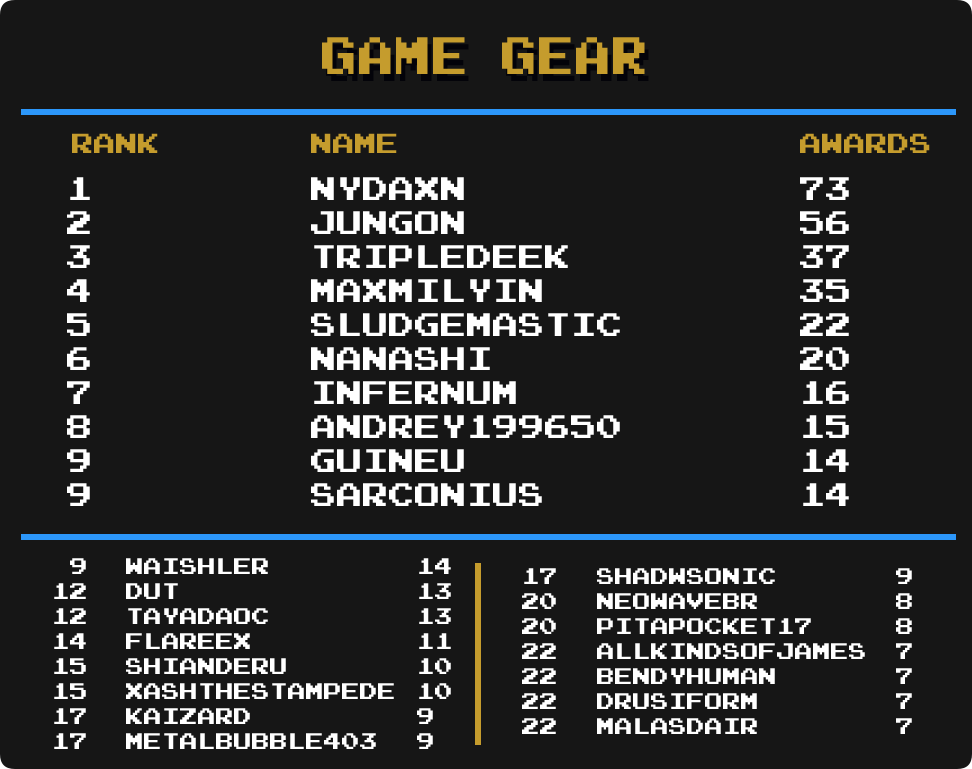 GAME GEAR
RANK NAME AWARDS
1 NYDAXN 73
2 JUNGON 56
3 TRIPLEDEEK 37
4 MAXMILYIN 35
5 SLUDGEMASTIC 22
6 NANASHI 20
7 INFERNUM 16
8 ANDREY199650 15
9 GUINEU 14
9 SARCONIUS 14
9 WAISHLER 14
12 DUT 13
12 TAYADAOC 13
14 FLAREEX 11
15 SHIANDERU 10
15 XASHTHESTAMPEDE 10
17 KAIZARD 9
17 METALBUBBLE403 9
17 SHADWSONIC 9
20 NEOWAVEBR 8
20 PITAPOCKET17 8
22 ALLKINDSOFJAMES 7
22 BENDYHUMAN 7
22 DRUSIFORM 7
22 MALASDAIR 7